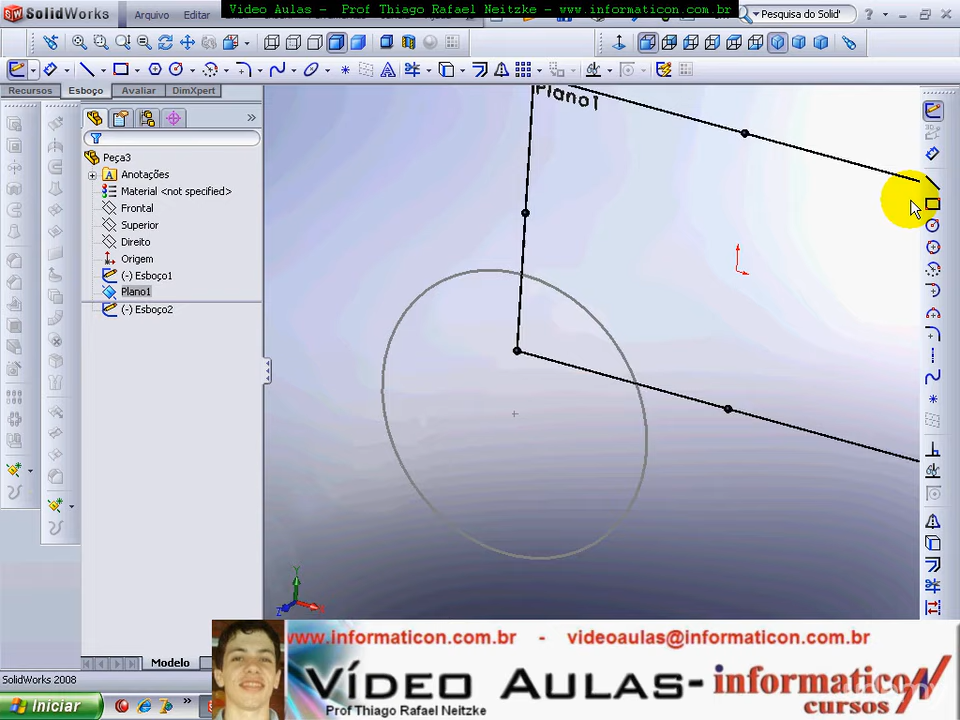 Video Aulas - Prof Thiago Rafael Neitzke - www.informaticon.com.br
SolidWorks
Arquivo
Editar
Pesquisa do Solid'
Recursos
Esboço
Avaliar
DimXpert
Peça3
Anotações
Material <not specified>
Frontal
Superior
Direito
Origem
(-) Esboço1
Plano1
(-) Esboço2
Plano1
Y
X
Z
Modelo
SolidWorks 2008
Iniciar
www.informaticon.com.br - videoaulas@informaticon.com.br
Vídeo Aulas- informaticon
cursos
Prof Thiago Rafael Neitzke